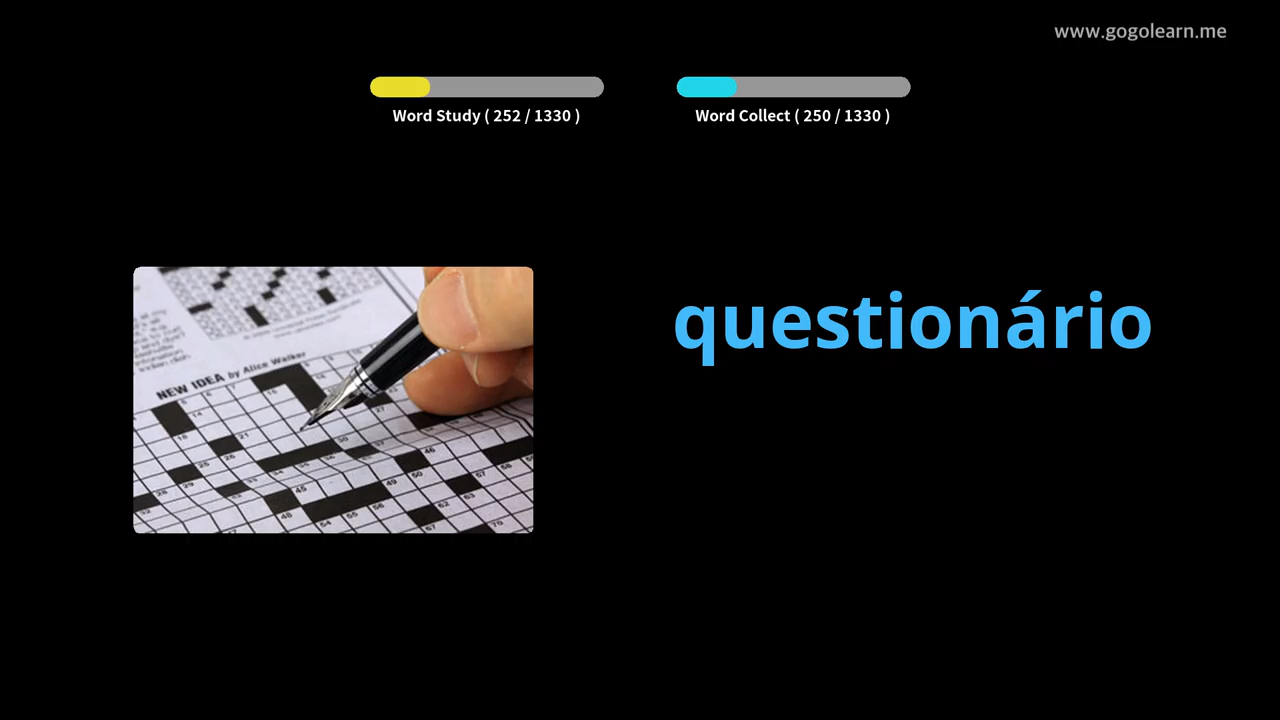 www.gogolearn.me
Word Study ( 252 / 1330 )
Word Collect ( 250 / 1330 )
questionário
NEW IDEA by Alice Walker